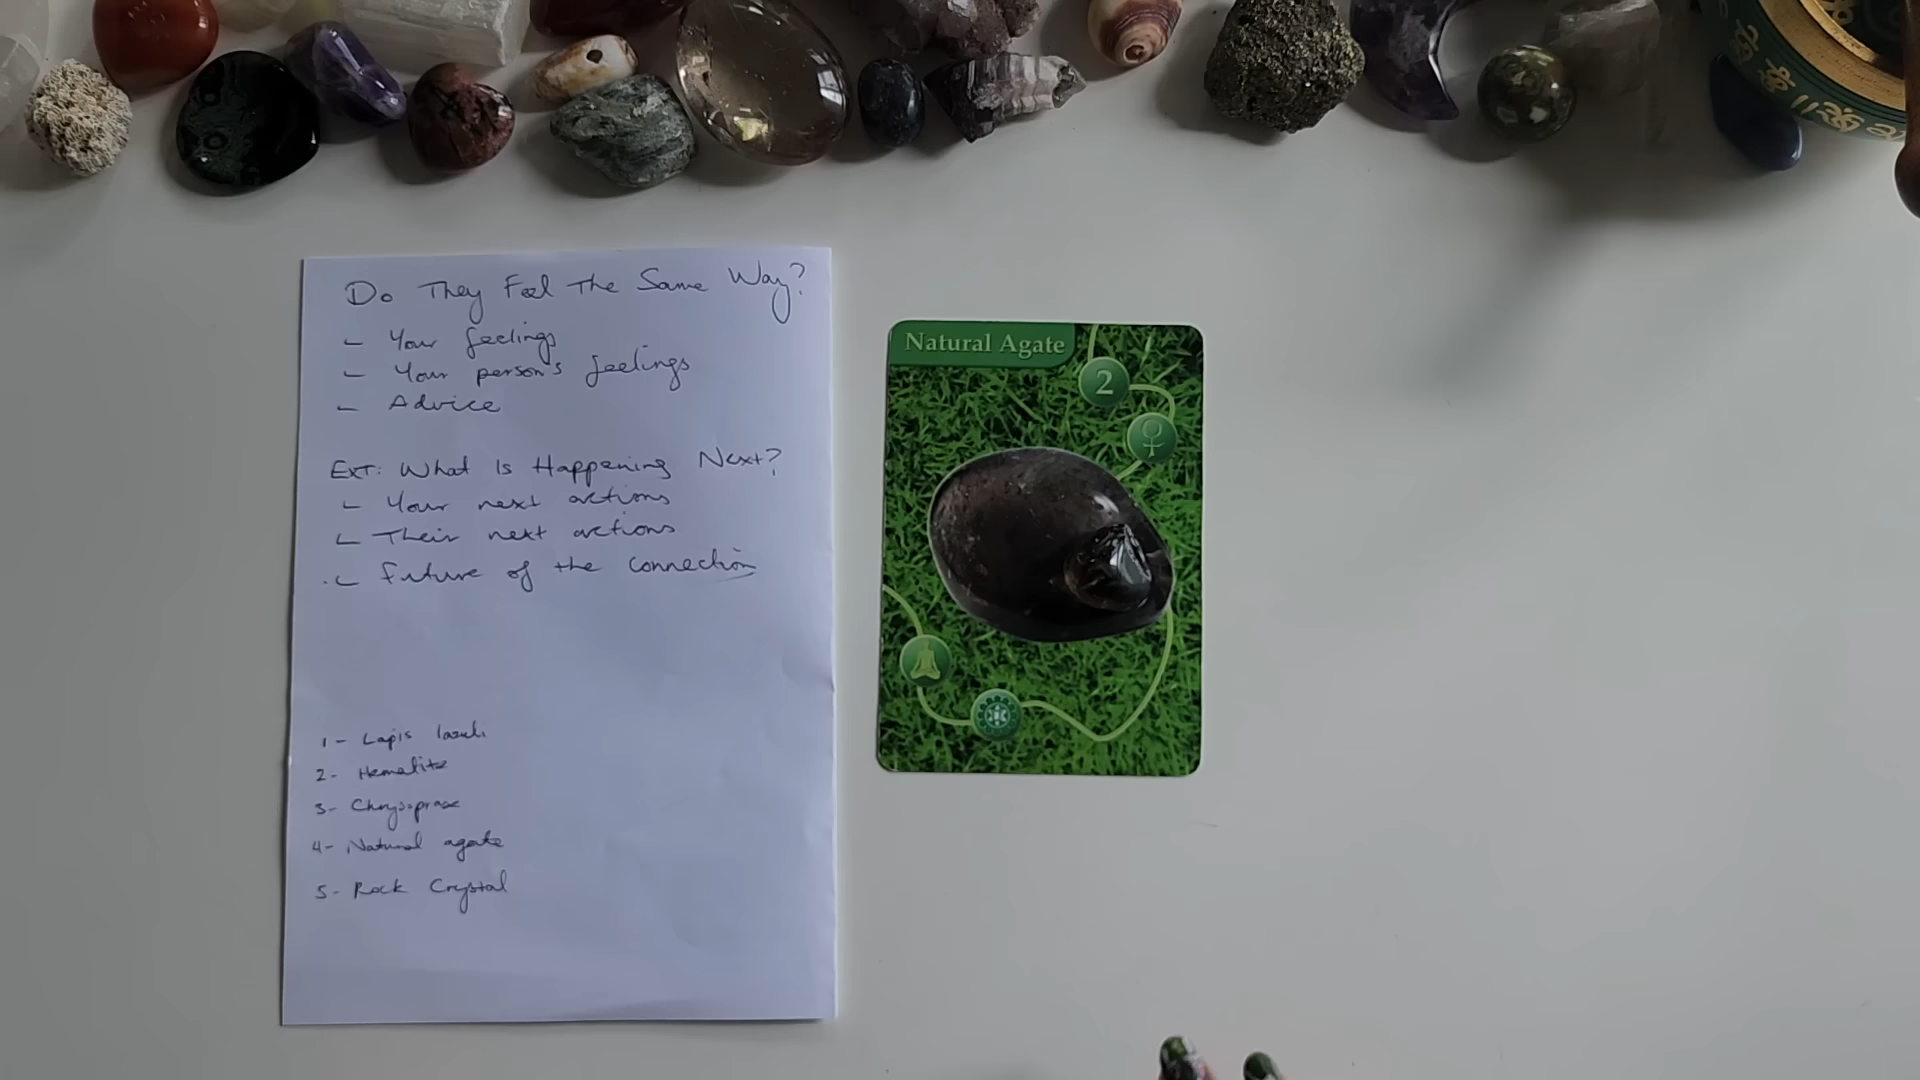 Do They Feel The Same Way?
- Your feelings
- Your person's feelings
- Advice
Ext: What Is Happening Next?
- Your next actions
- Their next actions
- Future of the connection
1- Lapis lazuli
2- Hematite
3- Chrysoprase
4- Natural agate
5- Rock Crystal
Natural Agate
2